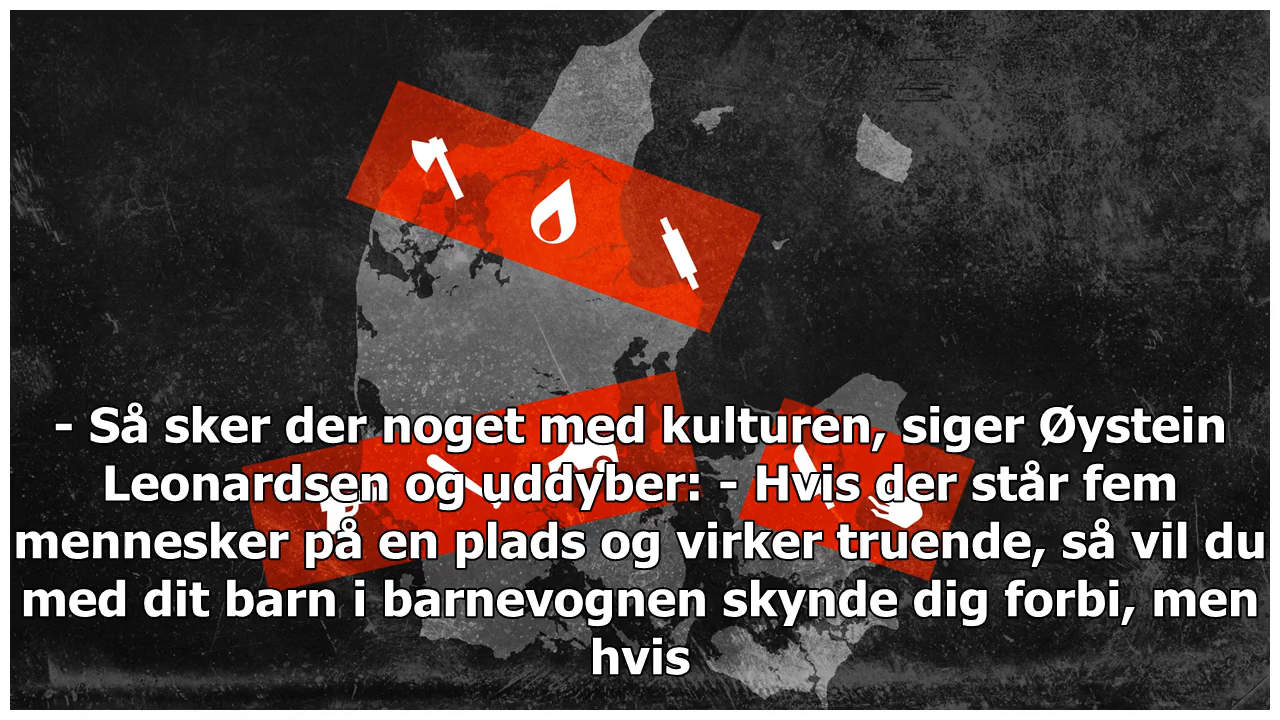 - Så sker der noget med kulturen, siger Øystein
Leonardsen og uddyber: - Hvis der står fem
mennesker på en plads og virker truende, så vil du
med dit barn i barnevognen skynde dig forbi, men
hvis